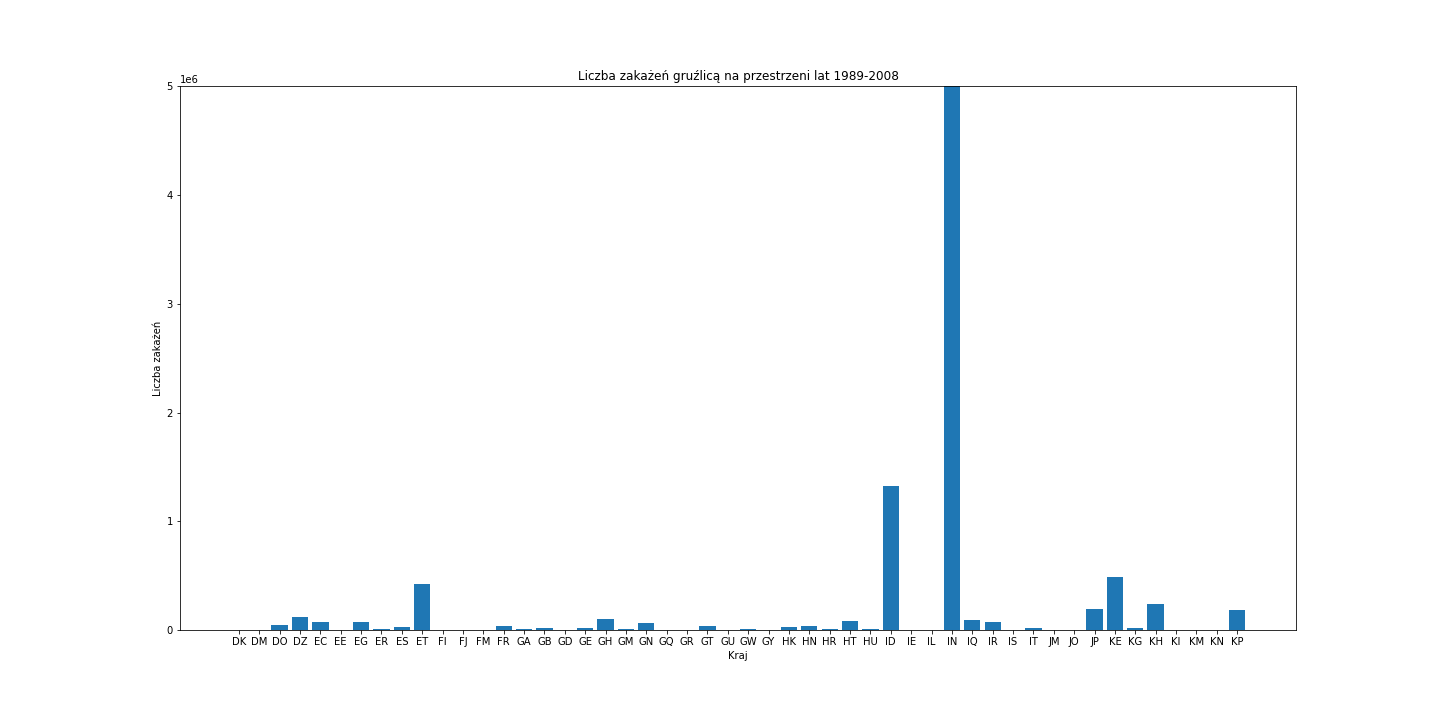 Liczba zakażeń gruźlicą na przestrzeni lat 1989-2008
1e6
5
4
3
2
1
0
Liczba zakażeń
DK DM DO DZ EC EE EG ER ES ET FI FJ FM FR GA GB GD GE GH GM GN GQ GR GT GU GW GY HK HN HR HT HU ID IE IL IN IQ IR IS IT JM JO JP KE KG KH KI KM KN KP
Kraj